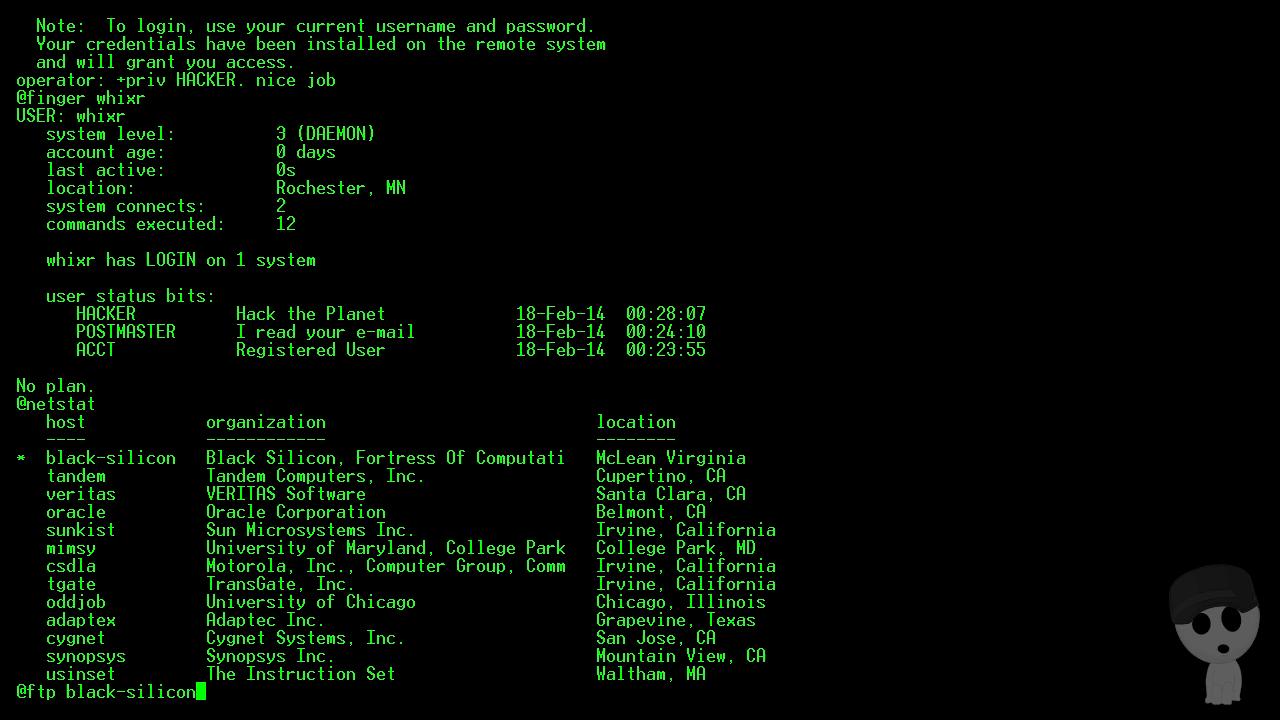 Note: To login, use your current username and password.
Your credentials have been installed on the remote system
and will grant you access.
operator: +priv HACKER. nice job
@finger whixr
USER: whixr
system level: 3 (DAEMON)
account age: 0 days
last active: 0s
location: Rochester, MN
system connects: 2
commands executed: 12
whixr has LOGIN on 1 system
user status bits:
HACKER Hack the Planet 18-Feb-14 00:28:07
POSTMASTER I read your e-mail 18-Feb-14 00:24:10
ACCT Registered User 18-Feb-14 00:23:55
No plan.
@netstat
host organization location
---- ------------ --------
* black-silicon Black Silicon, Fortress Of Computati McLean Virginia
tandem Tandem Computers, Inc. Cupertino, CA
veritas VERITAS Software Santa Clara, CA
oracle Oracle Corporation Belmont, CA
sunkist Sun Microsystems Inc. Irvine, California
mimsy University of Maryland, College Park College Park, MD
csdla Motorola, Inc., Computer Group, Comm Irvine, California
tgate TransGate, Inc. Irvine, California
oddjob University of Chicago Chicago, Illinois
adaptex Adaptec Inc. Grapevine, Texas
cygnet Cygnet Systems, Inc. San Jose, CA
synopsys Synopsys Inc. Mountain View, CA
usinset The Instruction Set Waltham, MA
@ftp black-silicon